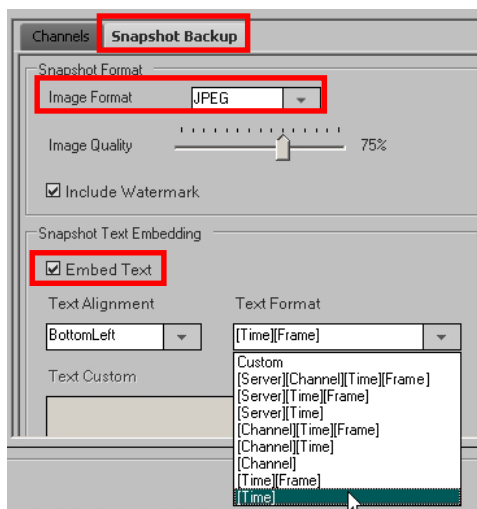 Channels Snapshot Backup
Snapshot Format
Image Format JPEG
Image Quality 75%
Include Watermark
Snapshot Text Embedding
Embed Text
Text Alignment Text Format
BottomLeft [Time][Frame]
Text Custom
Custom
[Server][Channel][Time][Frame]
[Server][Time][Frame]
[Server][Time]
[Channel][Time][Frame]
[Channel][Time]
[Channel]
[Time][Frame]
[Time]